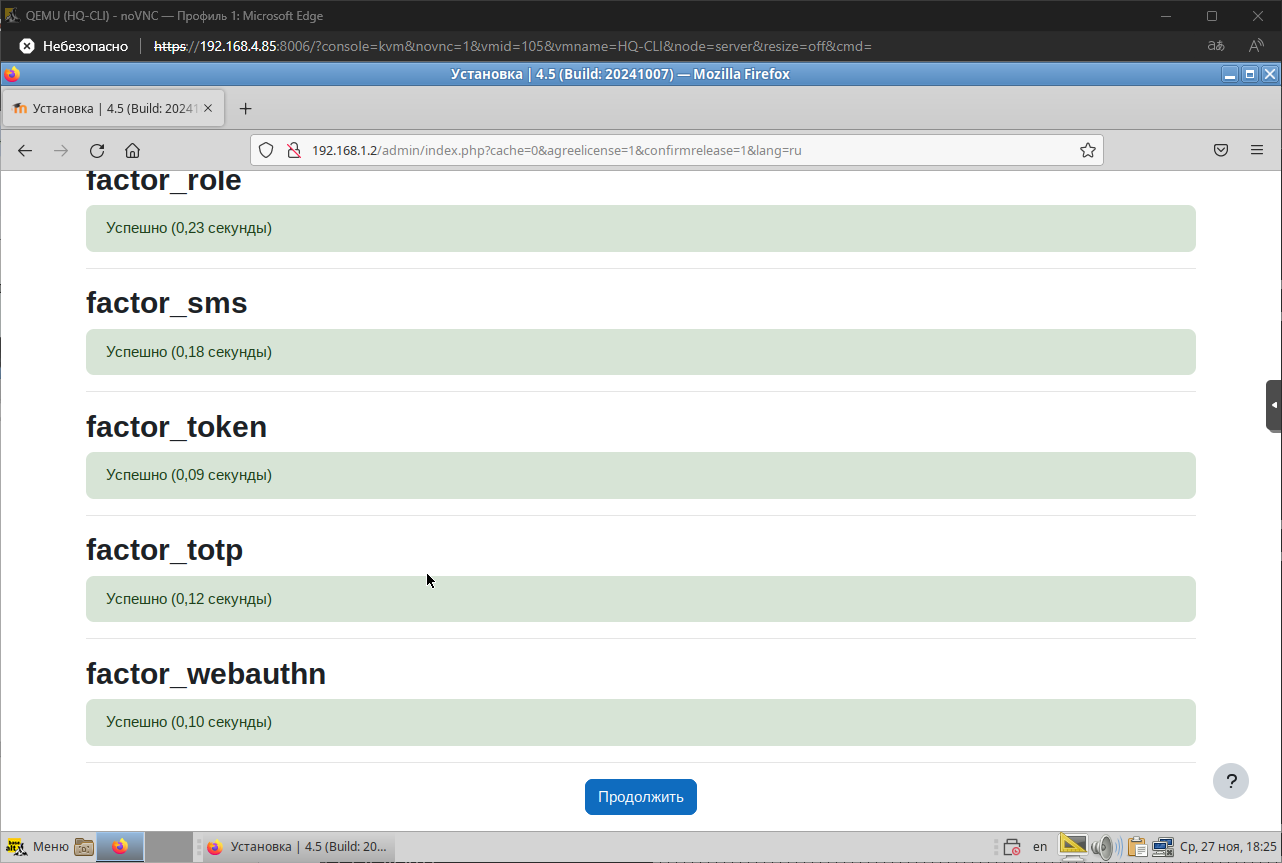 QEMU (HQ-CLI) - noVNC — Профиль 1: Microsoft Edge
Небезопасно https://192.168.4.85:8006/?console=kvm&novnc=1&vmid=105&vmname=HQ-CLI&node=server&resize=off&cmd=
Установка | 4.5 (Build: 20241007) — Mozilla Firefox
Установка | 4.5 (Build: 20241
192.168.1.2/admin/index.php?cache=0&agreelicense=1&confirmrelease=1&lang=ru
factor_role
Успешно (0,23 секунды)
factor_sms
Успешно (0,18 секунды)
factor_token
Успешно (0,09 секунды)
factor_totp
Успешно (0,12 секунды)
factor_webauthn
Успешно (0,10 секунды)
Продолжить
?
Меню Установка | 4.5 (Build: 20... en Ср, 27 ноя, 18:25